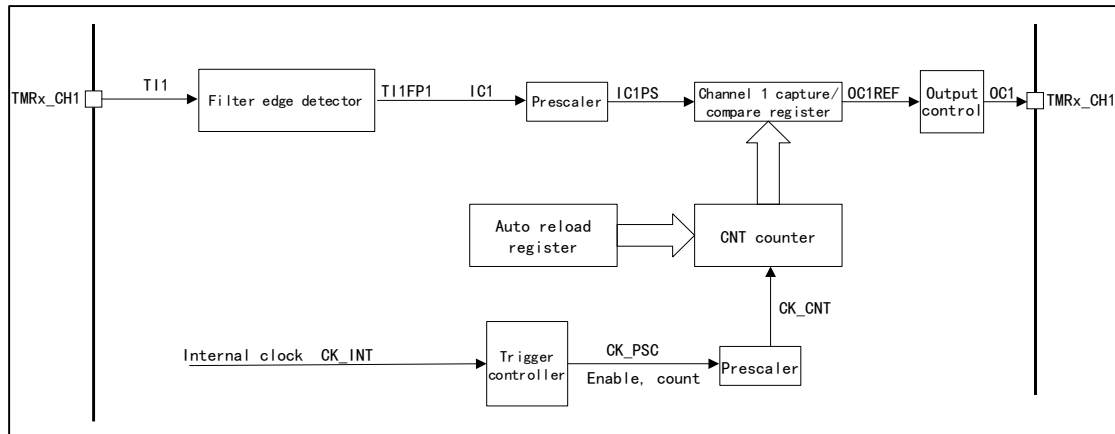 TMRx_CH1
TI1
Filter edge detector
TI1FP1
IC1
Prescaler
IC1PS
Channel 1 capture/
compare register
OC1REF
Output
control
OC1
TMRx_CH1
Auto reload
register
CNT counter
CK_CNT
Internal clock CK_INT
Trigger
controller
CK_PSC
Enable, count
Prescaler